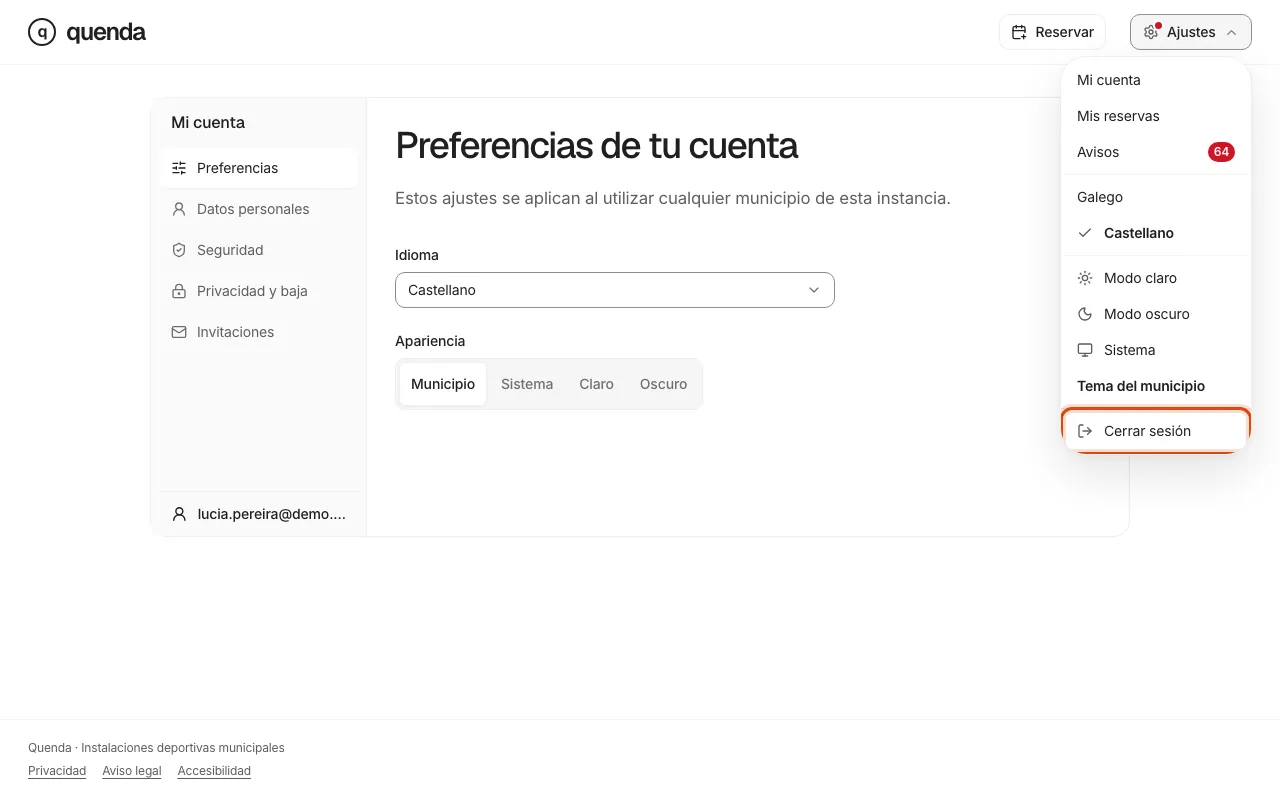 q quenda
Reservar
Ajustes
Mi cuenta
Mis reservas
Avisos 64
Galego
Castellano
Modo claro
Modo oscuro
Sistema
Tema del municipio
Cerrar sesión
Mi cuenta
Preferencias
Datos personales
Seguridad
Privacidad y baja
Invitaciones
lucia.pereira@demo....
Preferencias de tu cuenta
Estos ajustes se aplican al utilizar cualquier municipio de esta instancia.
Idioma
Castellano
Apariencia
Municipio Sistema Claro Oscuro
Quenda · Instalaciones deportivas municipales
Privacidad Aviso legal Accesibilidad